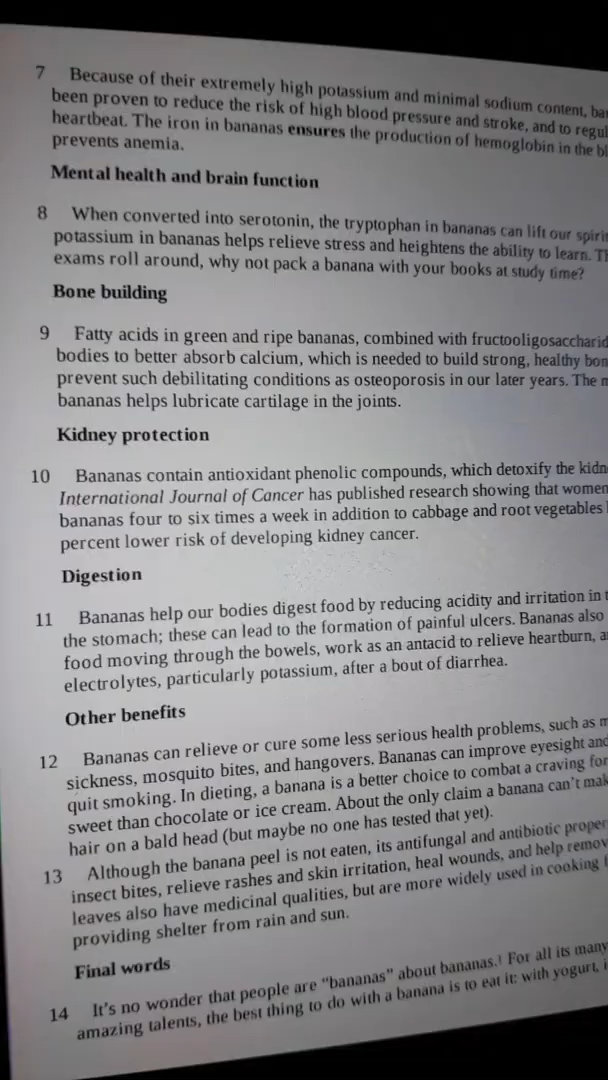 7 Because of their extremely high potassium and minimal sodium content,
been proven to reduce the risk of high blood pressure and stroke, and to
heartbeat. The iron in bananas ensures the production of hemoglobin in the
prevents anemia.
Mental health and brain function
8 When converted into serotonin, the tryptophan in bananas can lift our
potassium in bananas helps relieve stress and heightens the ability to learn.
exams roll around, why not pack a banana with your books at study time?
Bone building
9 Fatty acids in green and ripe bananas, combined with
bodies to better absorb calcium, which is needed to build strong, healthy
prevent such debilitating conditions as osteoporosis in our later years. The
bananas helps lubricate cartilage in the joints.
Kidney protection
10 Bananas contain antioxidant phenolic compounds, which detoxify the
International Journal of Cancer has published research showing that women
bananas four to six times a week in addition to cabbage and root vegetables
percent lower risk of developing kidney cancer.
Digestion
11 Bananas help our bodies digest food by reducing acidity and irritation in
the stomach; these can lead to the formation of painful ulcers. Bananas also
food moving through the bowels, work as an antacid to relieve heartburn,
electrolytes, particularly potassium, after a bout of diarrhea.
Other benefits
12 Bananas can relieve or cure some less serious health problems, such as
sickness, mosquito bites, and hangovers. Bananas can improve eyesight and
quit smoking. In dieting, a banana is a better choice to combat a craving for
sweet than chocolate or ice cream. About the only claim a banana can't
hair on a bald head (but maybe no one has tested that yet).
13 Although the banana peel is not eaten, its antifungal and antibiotic
insect bites, relieve rashes and skin irritation, heal wounds, and help
leaves also have medicinal qualities, but are more widely used in cooking
providing shelter from rain and sun.
Final words
14 It's no wonder that people are "bananas" about bananas.! For all its many
amazing talents, the best thing to do with a banana is to eat it: with yogurt,